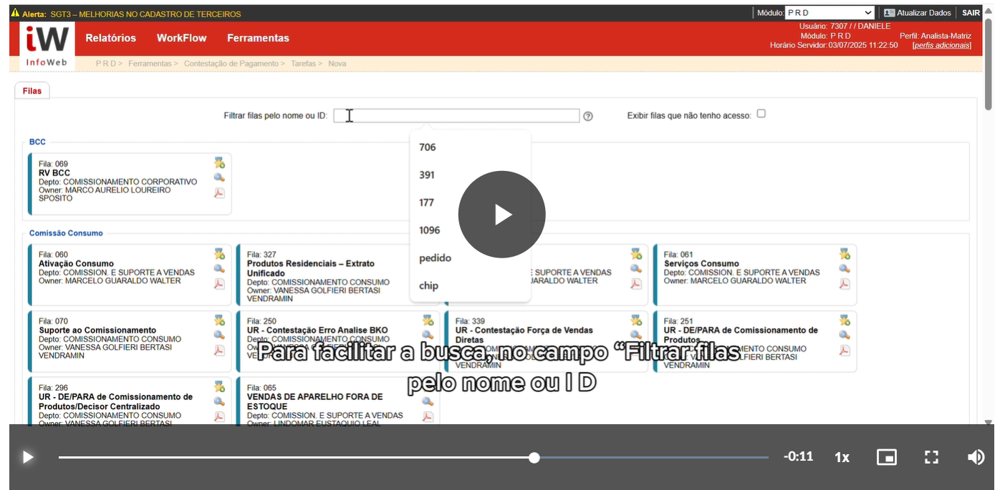 Alerta: SGT3 – MELHORIAS NO CADASTRO DE TERCEIROS
Módulo: P R D
Atualizar Dados
SAIR
iW
InfoWeb
Relatórios WorkFlow Ferramentas
Usuário: 7307 / / DANIELE
Módulo: P R D Perfil: Analista-Matriz
Horário Servidor: 03/07/2025 11:22:50 [perfis adicionais]
P R D > Ferramentas > Contestação de Pagamento > Tarefas > Nova
Filas
Filtrar filas pelo nome ou ID:
Exibir filas que não tenho acesso:
706
391
177
1096
pedido
chip
BCC
Fila: 069
RV BCC
Depto: COMISSIONAMENTO CORPORATIVO
Owner: MARCO AURELIO LOUREIRO
SPOSITO
Comissão Consumo
Fila: 060
Ativação Consumo
Depto: COMISSION. E SUPORTE A VENDAS
Owner: MARCELO GUARALDO WALTER
Fila: 327
Produtos Residenciais – Extrato
Unificado
Depto: COMISSIONAMENTO CONSUMO
Owner: VANESSA GOLFIERI BERTASI
VENDRAMIN
E SUPORTE A VENDAS
WALTER
Fila: 061
Serviços Consumo
Depto: COMISSION. E SUPORTE A VENDAS
Owner: MARCELO GUARALDO WALTER
Fila: 070
Suporte ao Comissionamento
Depto: COMISSIONAMENTO CONSUMO
Owner: VANESSA GOLFIERI BERTASI
VENDRAMIN
Fila: 250
UR - Contestação Erro Analise BKO
Depto: COMISSIONAMENTO CONSUMO
Fila: 339
UR - Contestação Força de Vendas
Diretas
VENDRAMIN
Fila: 251
UR - DE/PARA de Comissionamento de
Produtos
CONSUMO
GOLFIERI BERTASI
VENDRAMIN
Fila: 296
UR - DE/PARA de Comissionamento de
Produtos/Decisor Centralizado
Depto: COMISSIONAMENTO CONSUMO
Owner: VANESSA GOLFIERI BERTASI
Fila: 065
VENDAS DE APARELHO FORA DE
ESTOQUE
Depto: COMISSION. E SUPORTE A VENDAS
Owner: LINDOMAR EUSTAQUIO LEAL
Para facilitar a busca, no campo “Filtrar filas
pelo nome ou I D
-0:11
1x